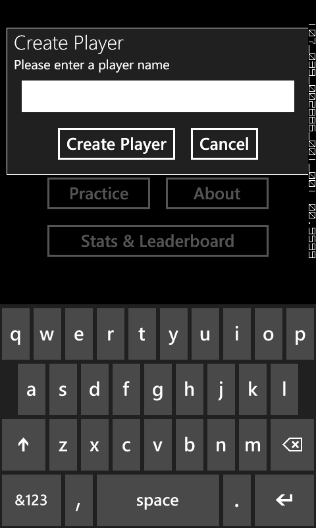 Create Player
Please enter a player name
Create Player Cancel
Practice About
Stats & Leaderboard
q w e r t y u i o p
a s d f g h j k l
z x c v b n m
&123 , space .